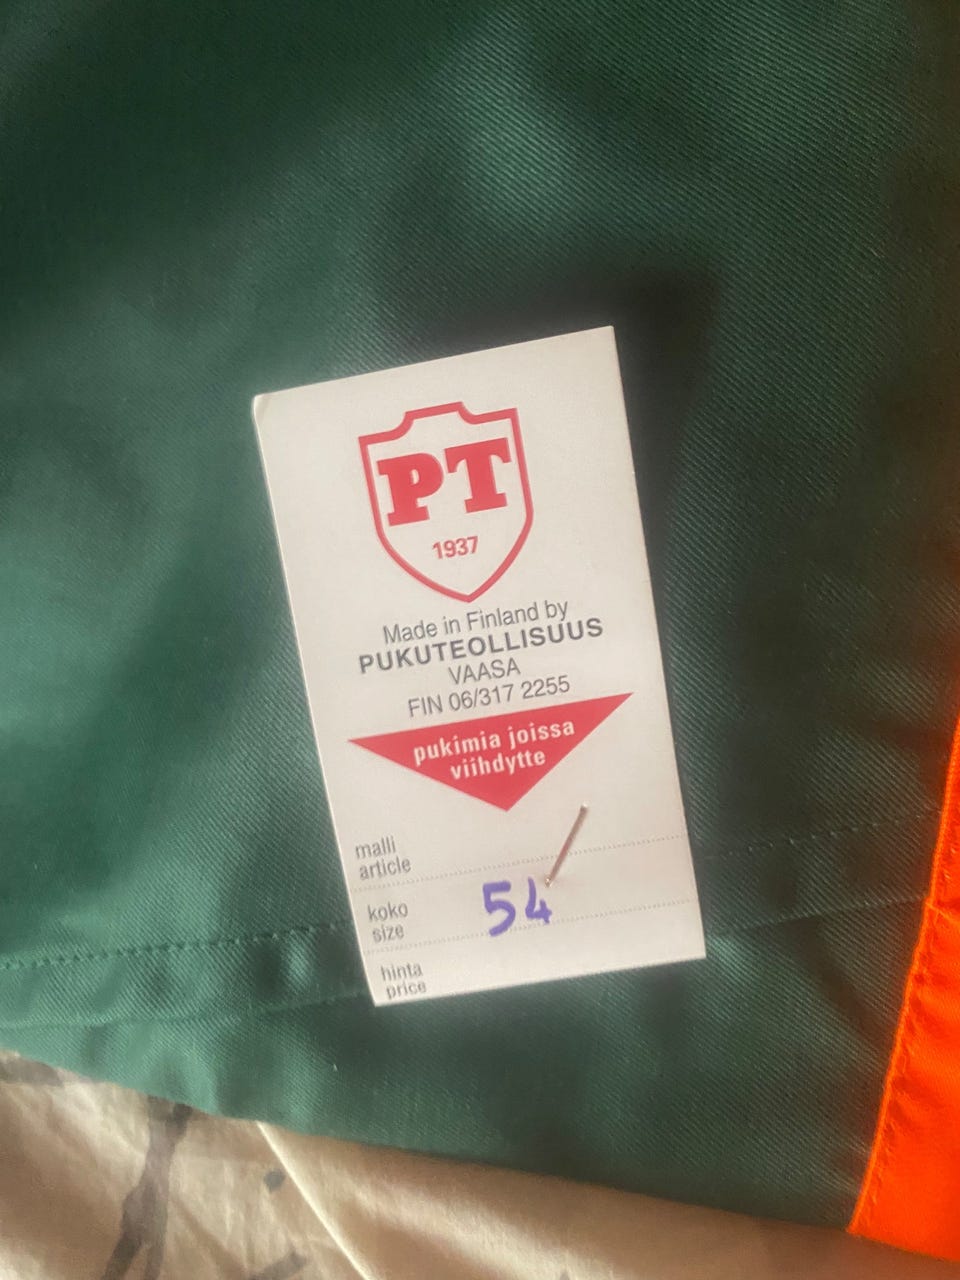 PT
1937
Made in Finland by
PUKUTEOLLISUUS
VAASA
FIN 06/317 2255
pukimia joissa
viihdytte
malli
article
koko
size
54
hinta
price